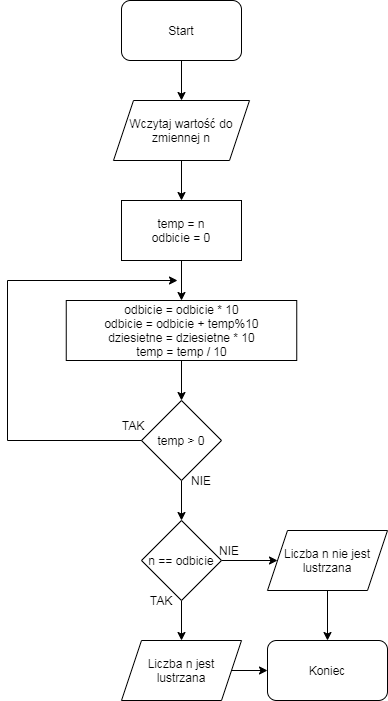 Start
Wczytaj wartość do
zmiennej n
temp = n
odbicie = 0
odbicie = odbicie * 10
odbicie = odbicie + temp%10
dziesietne = dziesietne * 10
temp = temp / 10
TAK
temp > 0
NIE
n == odbicie
NIE
Liczba n nie jest
lustrzana
TAK
Liczba n jest
lustrzana
Koniec